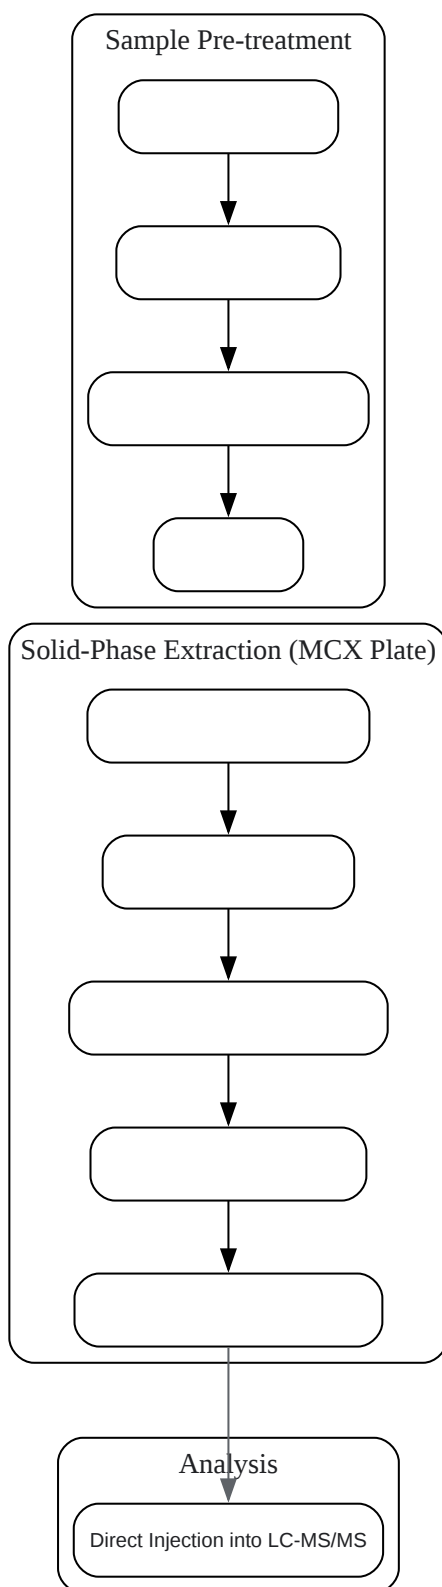 Sample Pre-treatment
Solid-Phase Extraction (MCX Plate)
Analysis
Direct Injection into LC-MS/MS